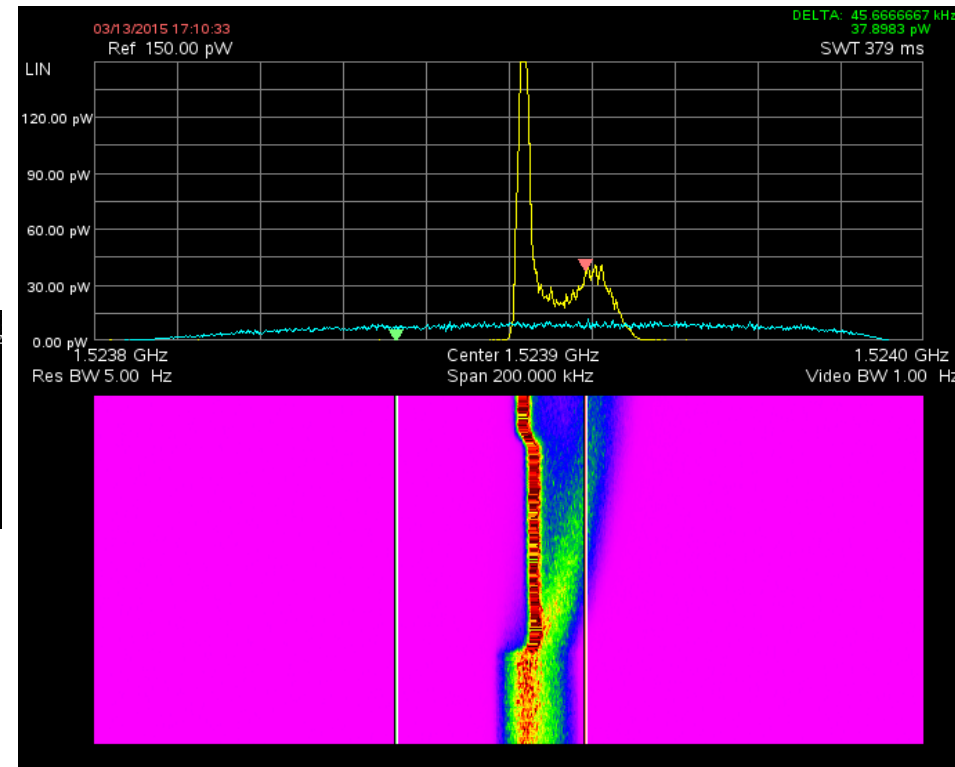 DELTA: 45.6666667 kHz
37.8983 pW
03/13/2015 17:10:33
Ref 150.00 pW
SWT 379 ms
LIN
120.00 pW
90.00 pW
60.00 pW
30.00 pW
0.00 pW
1.5238 GHz
Center 1.5239 GHz
1.5240 GHz
Res BW 5.00 Hz
Span 200.000 kHz
Video BW 1.00 Hz